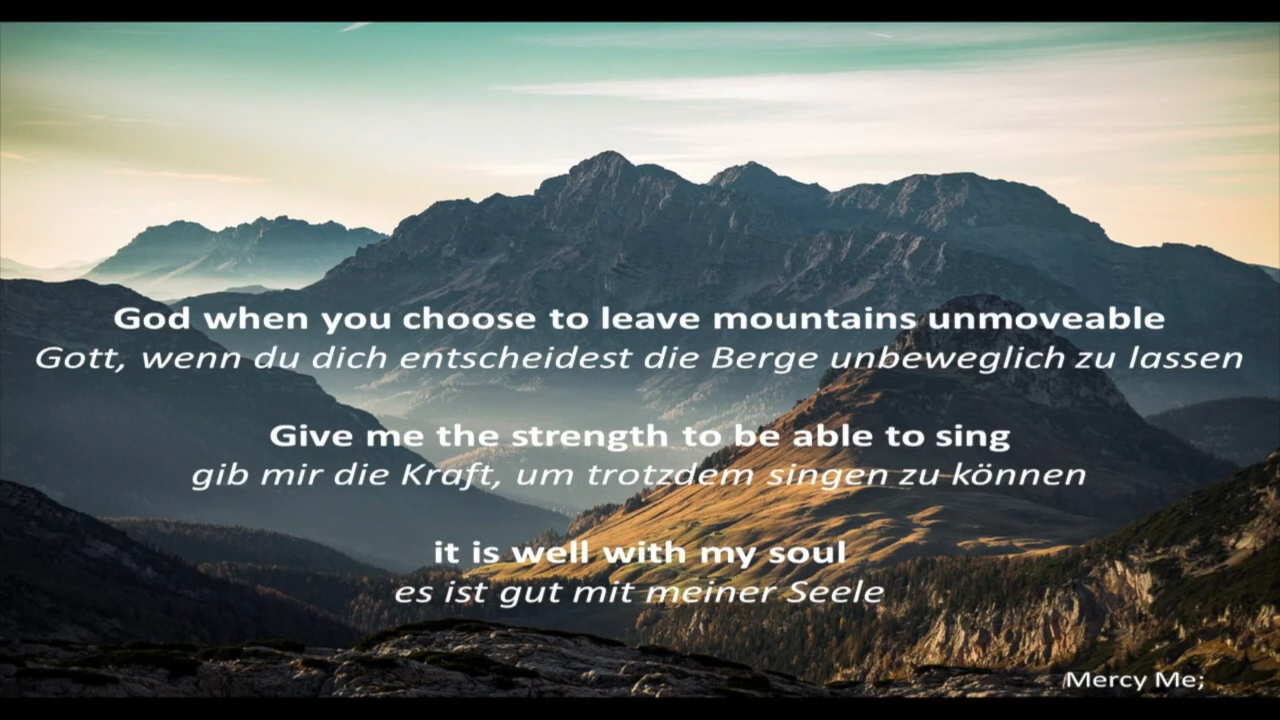 God when you choose to leave mountains unmoveable
Gott, wenn du dich entscheidest die Berge unbeweglich zu lassen
Give me the strength to be able to sing
gib mir die Kraft, um trotzdem singen zu können
it is well with my soul
es ist gut mit meiner Seele
Mercy Me;